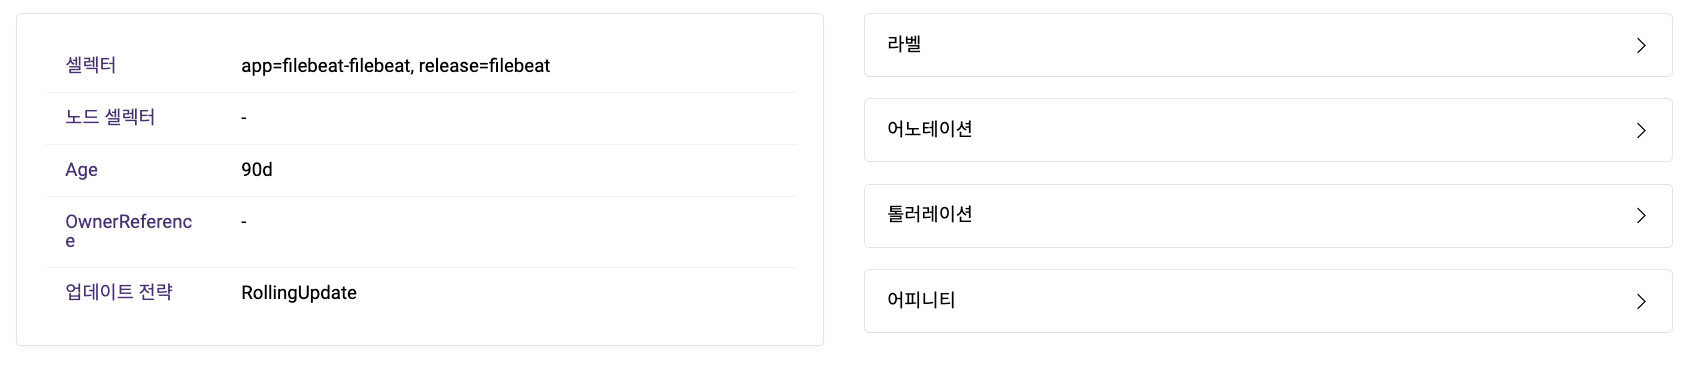 셀렉터 app=filebeat-filebeat, release=filebeat
노드 셀렉터 -
Age 90d
OwnerReferenc -
e
업데이트 전략 RollingUpdate
라벨
어노테이션
톨러레이션
어피니티